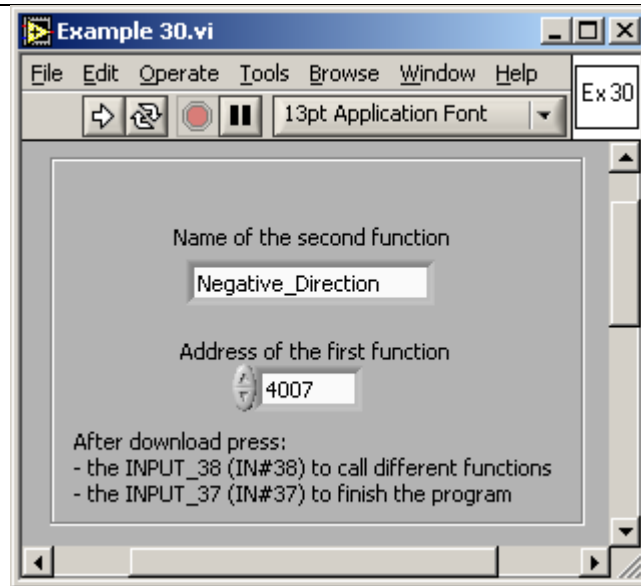 Example 30.vi
File Edit Operate Tools Browse Window Help
Ex 30
13pt Application Font
Name of the second function
Negative_Direction
Address of the first function
4007
After download press:
- the INPUT_38 (IN#38) to call different functions
- the INPUT_37 (IN#37) to finish the program